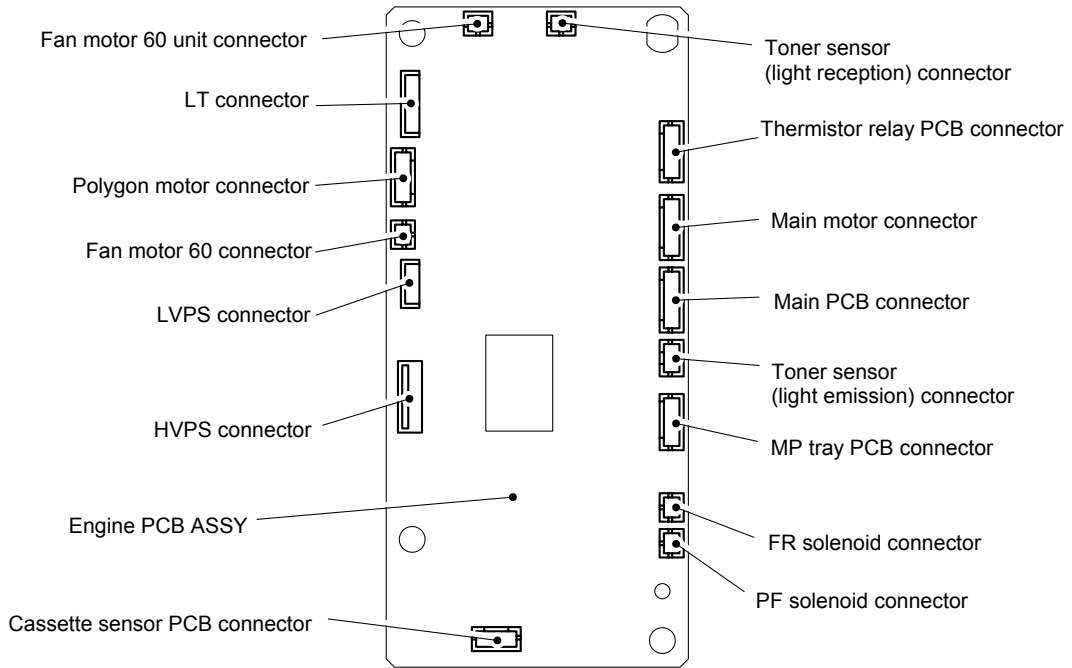 Fan motor 60 unit connector
LT connector
Polygon motor connector
Fan motor 60 connector
LVPS connector
HVPS connector
Engine PCB ASSY
Cassette sensor PCB connector
Toner sensor
(light reception) connector
Thermistor relay PCB connector
Main motor connector
Main PCB connector
Toner sensor
(light emission) connector
MP tray PCB connector
FR solenoid connector
PF solenoid connector